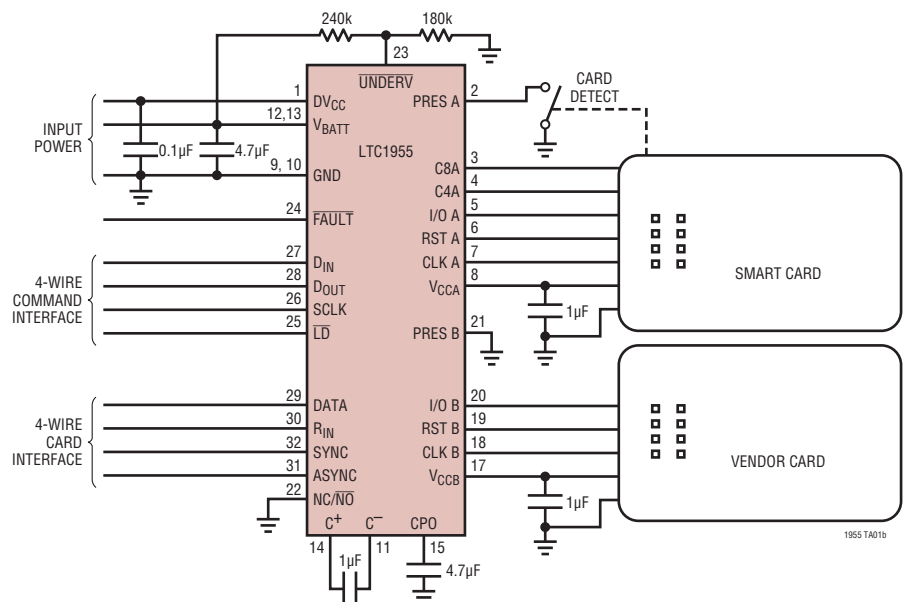 240k
180k
23
UNDERV
1
DVCC
PRES A
2
CARD
DETECT
12,13
VBATT
INPUT
POWER
0.1µF
4.7µF
LTC1955
9, 10
GND
C8A
3
C4A
4
24
FAULT
I/O A
5
RST A
6
27
DIN
CLK A
7
28
DOUT
VCCA
8
4-WIRE
COMMAND
INTERFACE
26
SCLK
1µF
SMART CARD
25
LD
PRES B
21
29
DATA
I/O B
20
30
RIN
RST B
19
4-WIRE
CARD
INTERFACE
32
SYNC
CLK B
18
31
ASYNC
VCCB
17
VENDOR CARD
22
NC/NO
1µF
C+
C–
CPO
14
1µF
11
15
4.7µF
1955 TA01b